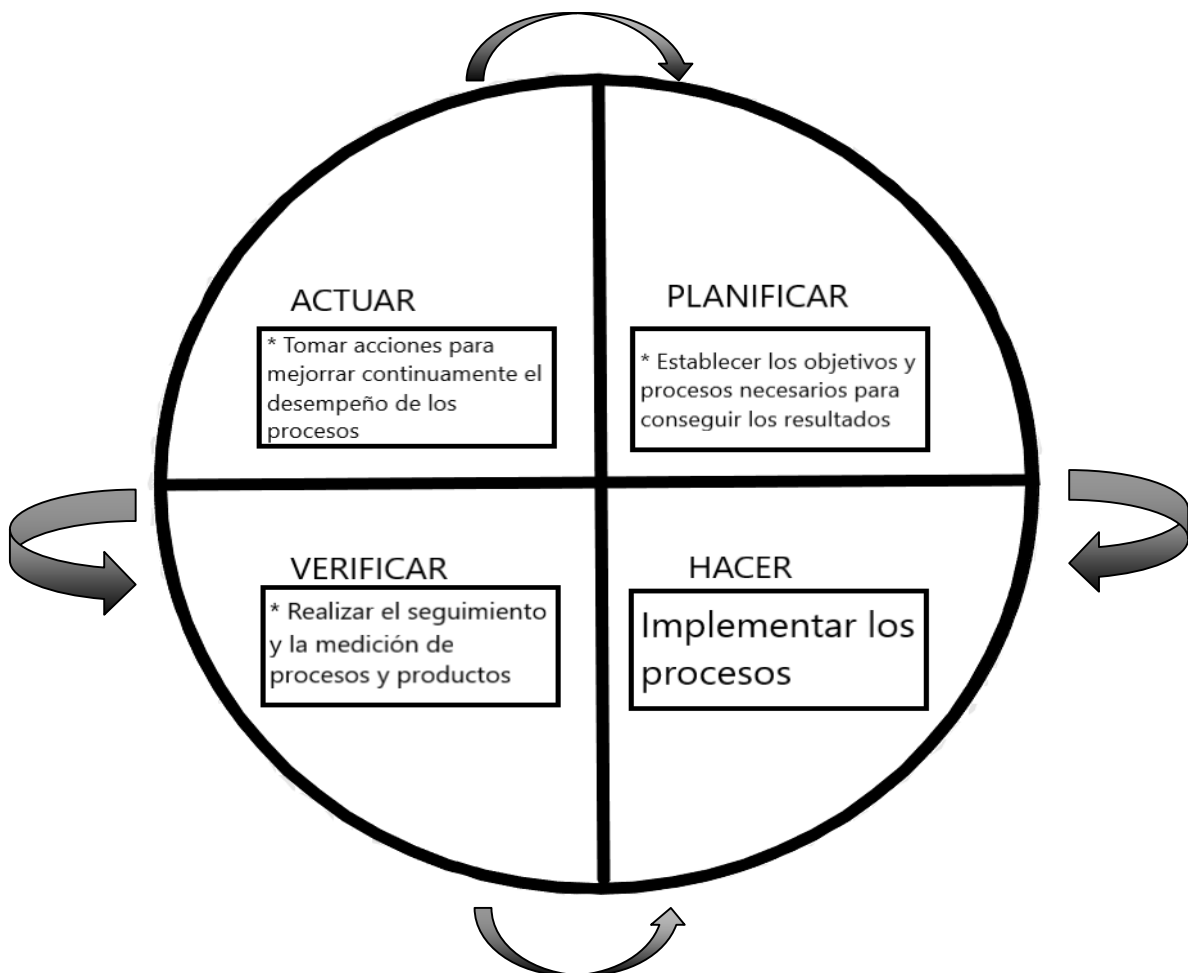 ACTUAR
* Tomar acciones para
mejorrar continuamente el
desempeño de los
procesos
PLANIFICAR
* Establecer los objetivos y
procesos necesarios para
conseguir los resultados
VERIFICAR
* Realizar el seguimiento
y la medición de
procesos y productos
HACER
Implementar los
procesos